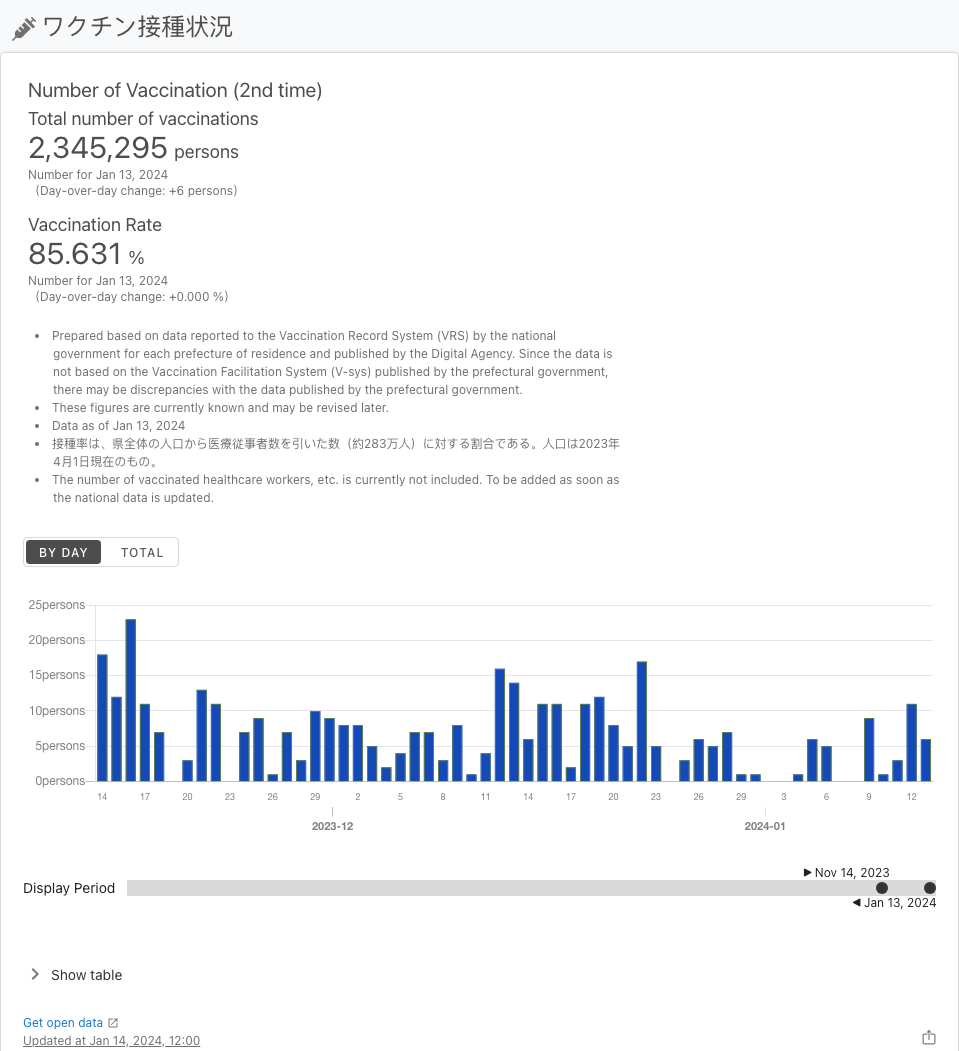 ワクチン接種状況
Number of Vaccination (2nd time)
Total number of vaccinations
2,345,295 persons
Number for Jan 13, 2024
(Day-over-day change: +6 persons)
Vaccination Rate
85.631 %
Number for Jan 13, 2024
(Day-over-day change: +0.000 %)
• Prepared based on data reported to the Vaccination Record System (VRS) by the national
government for each prefecture of residence and published by the Digital Agency. Since the data is
not based on the Vaccination Facilitation System (V-sys) published by the prefectural government,
there may be discrepancies with the data published by the prefectural government.
• These figures are currently known and may be revised later.
• Data as of Jan 13, 2024
• 接種率は、県全体の人口から医療従事者数を引いた数（約283万人）に対する割合である。人口は2023年
4月1日現在のもの。
• The number of vaccinated healthcare workers, etc. is currently not included. To be added as soon as
the national data is updated.
BY DAY TOTAL
25persons
20persons
15persons
10persons
5persons
0persons
14 17 20 23 26 29 2 5 8 11 14 17 20 23 26 29 3 6 9 12
2023-12 2024-01
▶ Nov 14, 2023
Display Period
◀ Jan 13, 2024
Show table
Get open data
Updated at Jan 14, 2024, 12:00